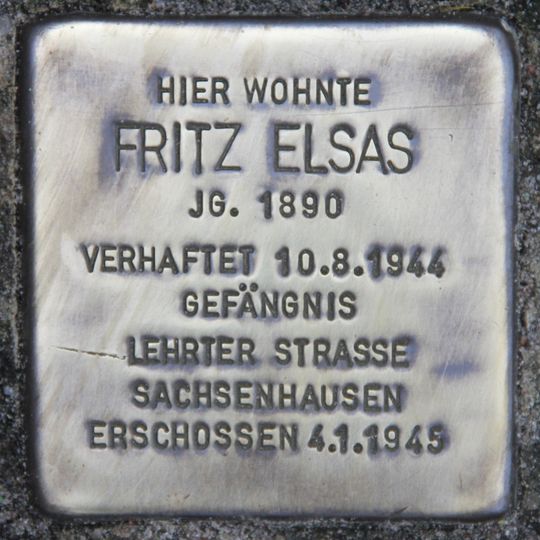 HIER WOHNTE
FRITZ ELSAS
JG. 1890
VERHAFTET 10.8.1944
GEFÄNGNIS
LEHRTER STRASSE
SACHSENHAUSEN
ERSCHOSSEN 4.1.1945